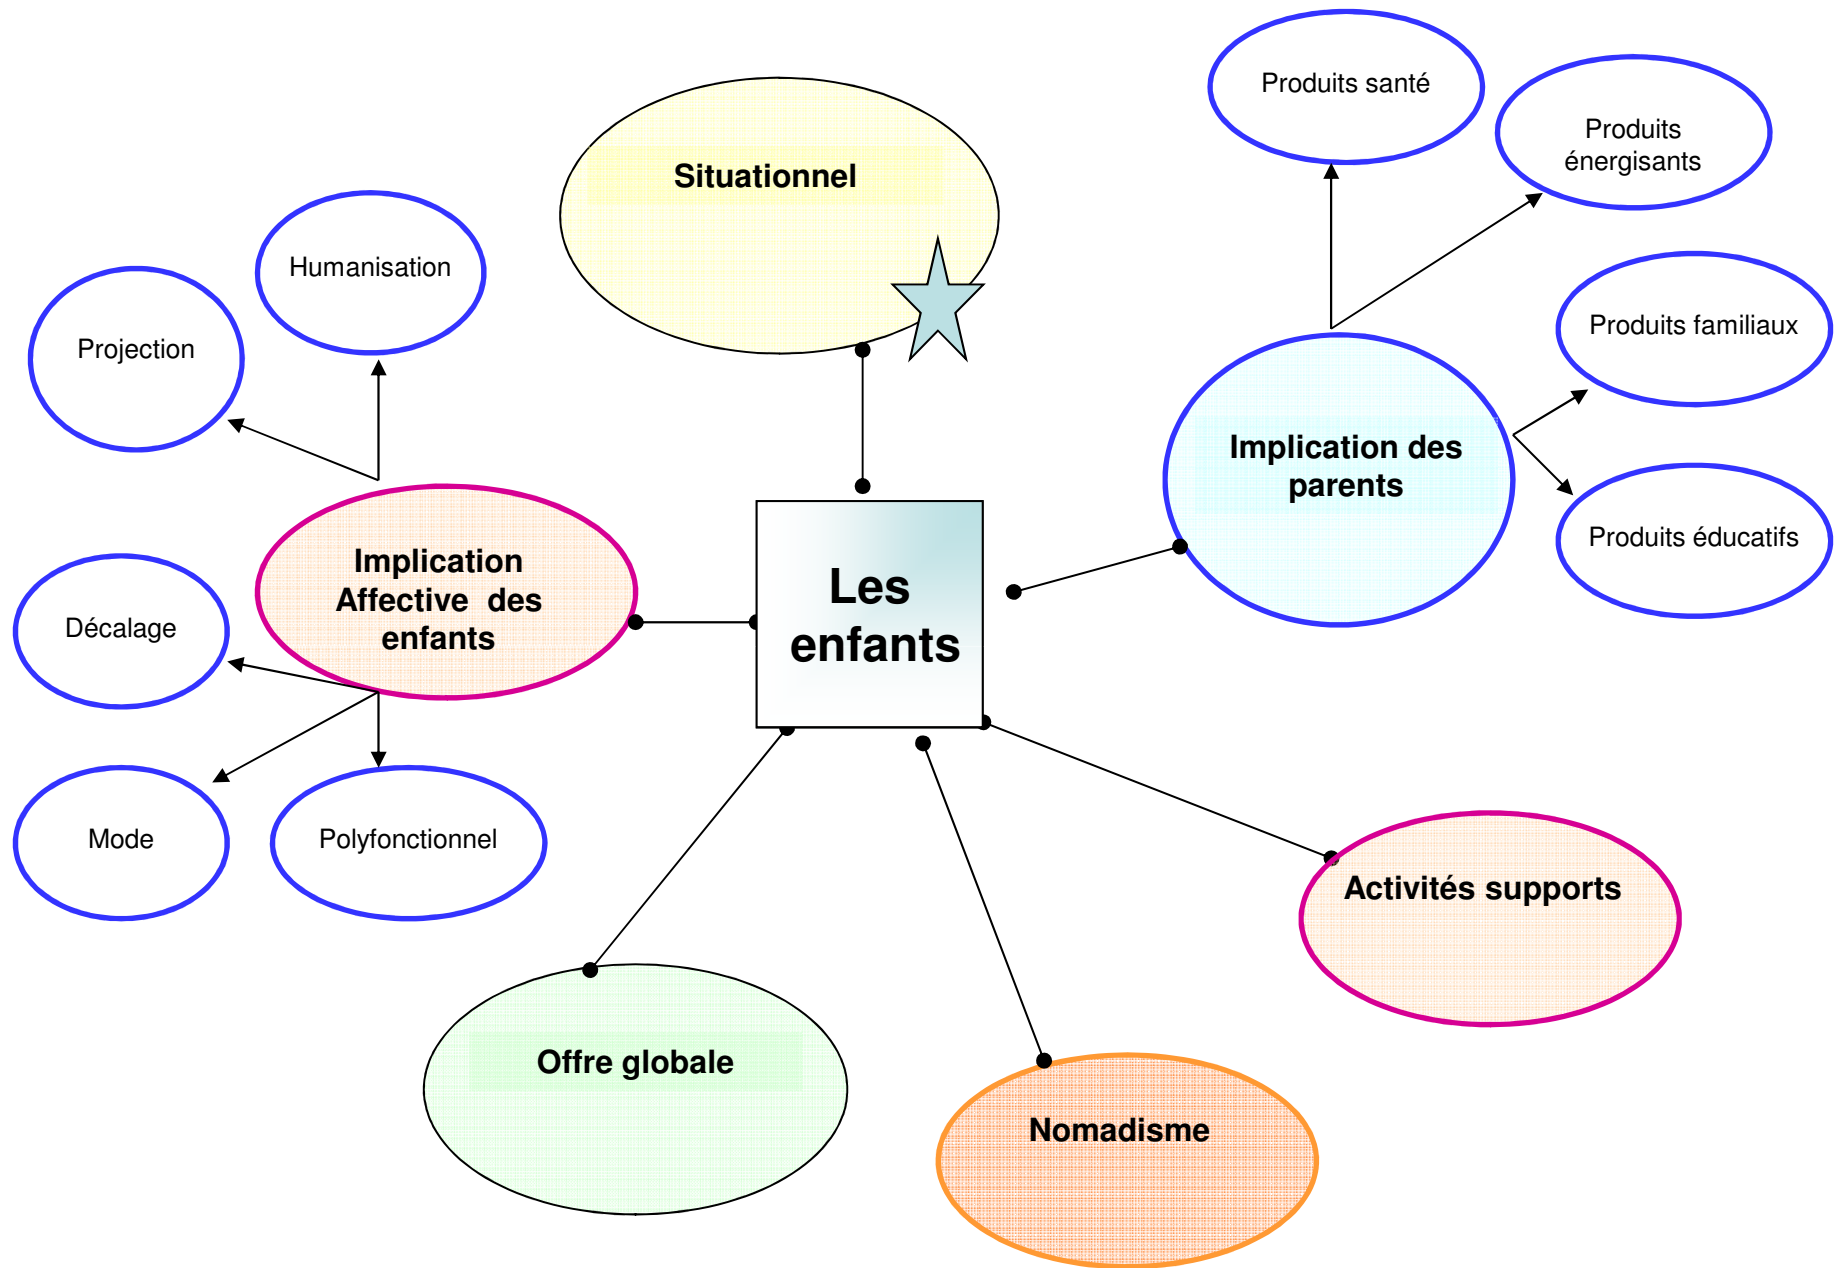 Produits santé
Produits
énergisants
Situationnel
Humanisation
Projection
Produits familiaux
Implication des
parents
Produits éducatifs
Implication
Affective  des
enfants
Les
enfants
Décalage
Mode
Polyfonctionnel
Activités supports
Offre globale
Nomadisme